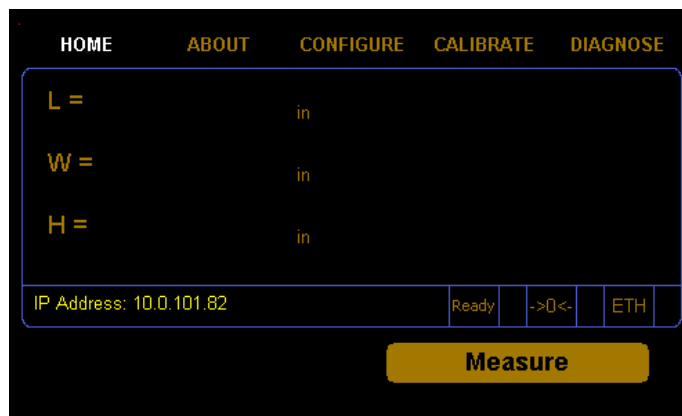 HOME ABOUT CONFIGURE CALIBRATE DIAGNOSE
L = in
W = in
H = in
IP Address: 10.0.101.82 Ready ->0<- ETH
Measure